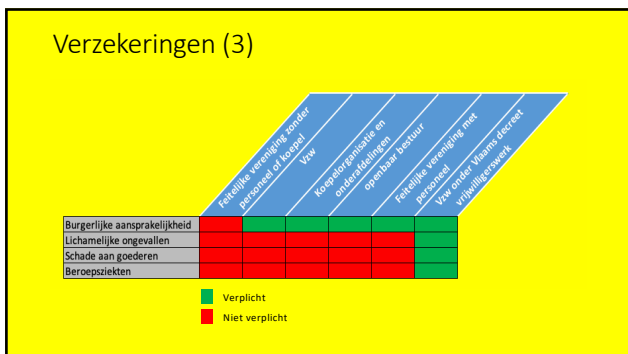 Verzekeringen (3)
Feitelijke vereniging zonder
personeel of koepel
Vzw
Koepelorganisatie en
onderafdelingen
openbaar bestuur
Feitelijke vereniging met
personeel
Vzw onder Vlaams decreet
vrijwilligerswerk
Burgerlijke aansprakelijkheid
Lichamelijke ongevallen
Schade aan goederen
Beroepsziekten
Verplicht
Niet verplicht